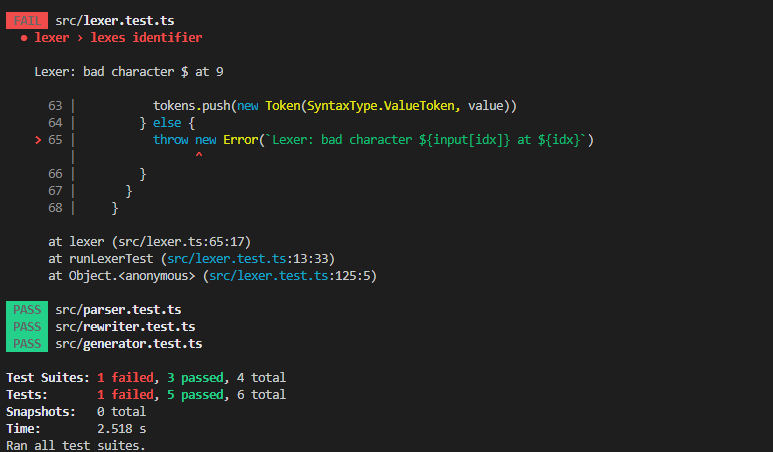 FAIL src/lexer.test.ts
● lexer › lexes identifier
Lexer: bad character $ at 9
63 | tokens.push(new Token(SyntaxType.ValueToken, value))
64 | } else {
> 65 | throw new Error(`Lexer: bad character ${input[idx]} at ${idx}`)
| ^
66 | }
67 | }
68 | }
at lexer (src/lexer.ts:65:17)
at runLexerTest (src/lexer.test.ts:13:33)
at Object.<anonymous> (src/lexer.test.ts:125:5)
PASS src/parser.test.ts
PASS src/rewriter.test.ts
PASS src/generator.test.ts
Test Suites: 1 failed, 3 passed, 4 total
Tests: 1 failed, 5 passed, 6 total
Snapshots: 0 total
Time: 2.518 s
Ran all test suites.